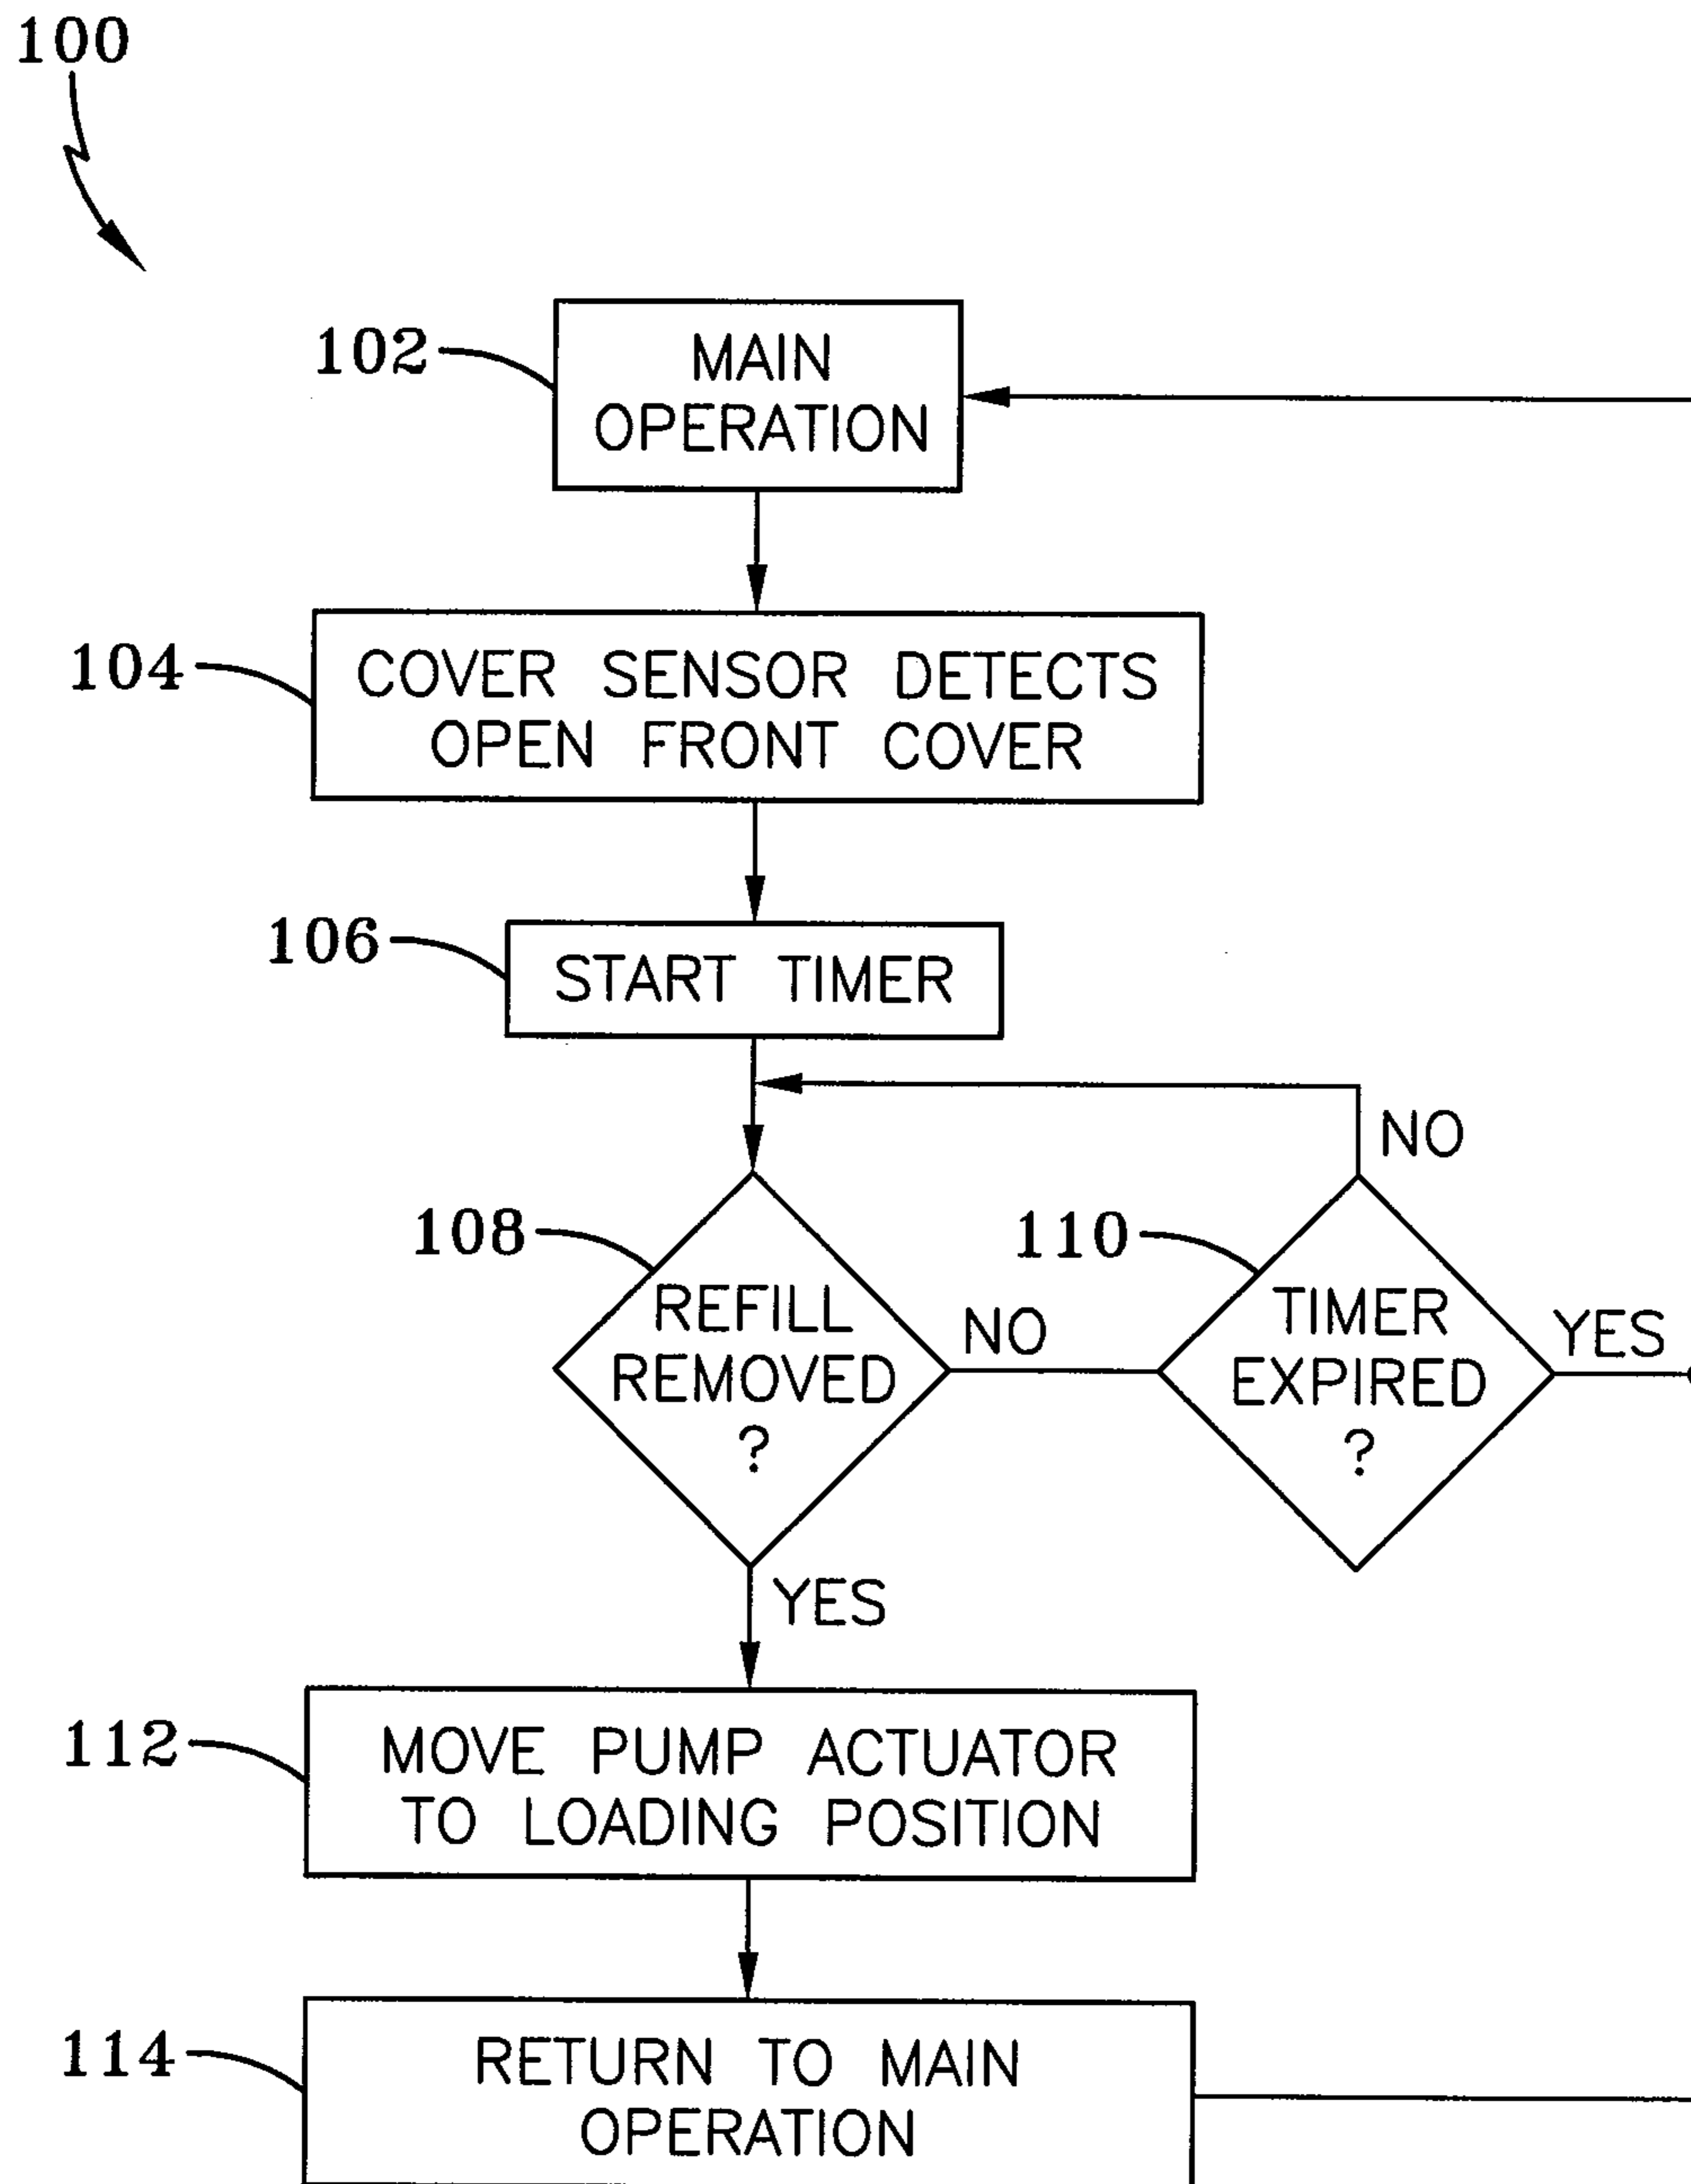 100
102
MAIN
OPERATION
104
COVER SENSOR DETECTS
OPEN FRONT COVER
106
START TIMER
NO
108
110
REFILL
REMOVED
?
NO
TIMER
EXPIRED
?
YES
YES
112
MOVE PUMP ACTUATOR
TO LOADING POSITION
114
RETURN TO MAIN
OPERATION